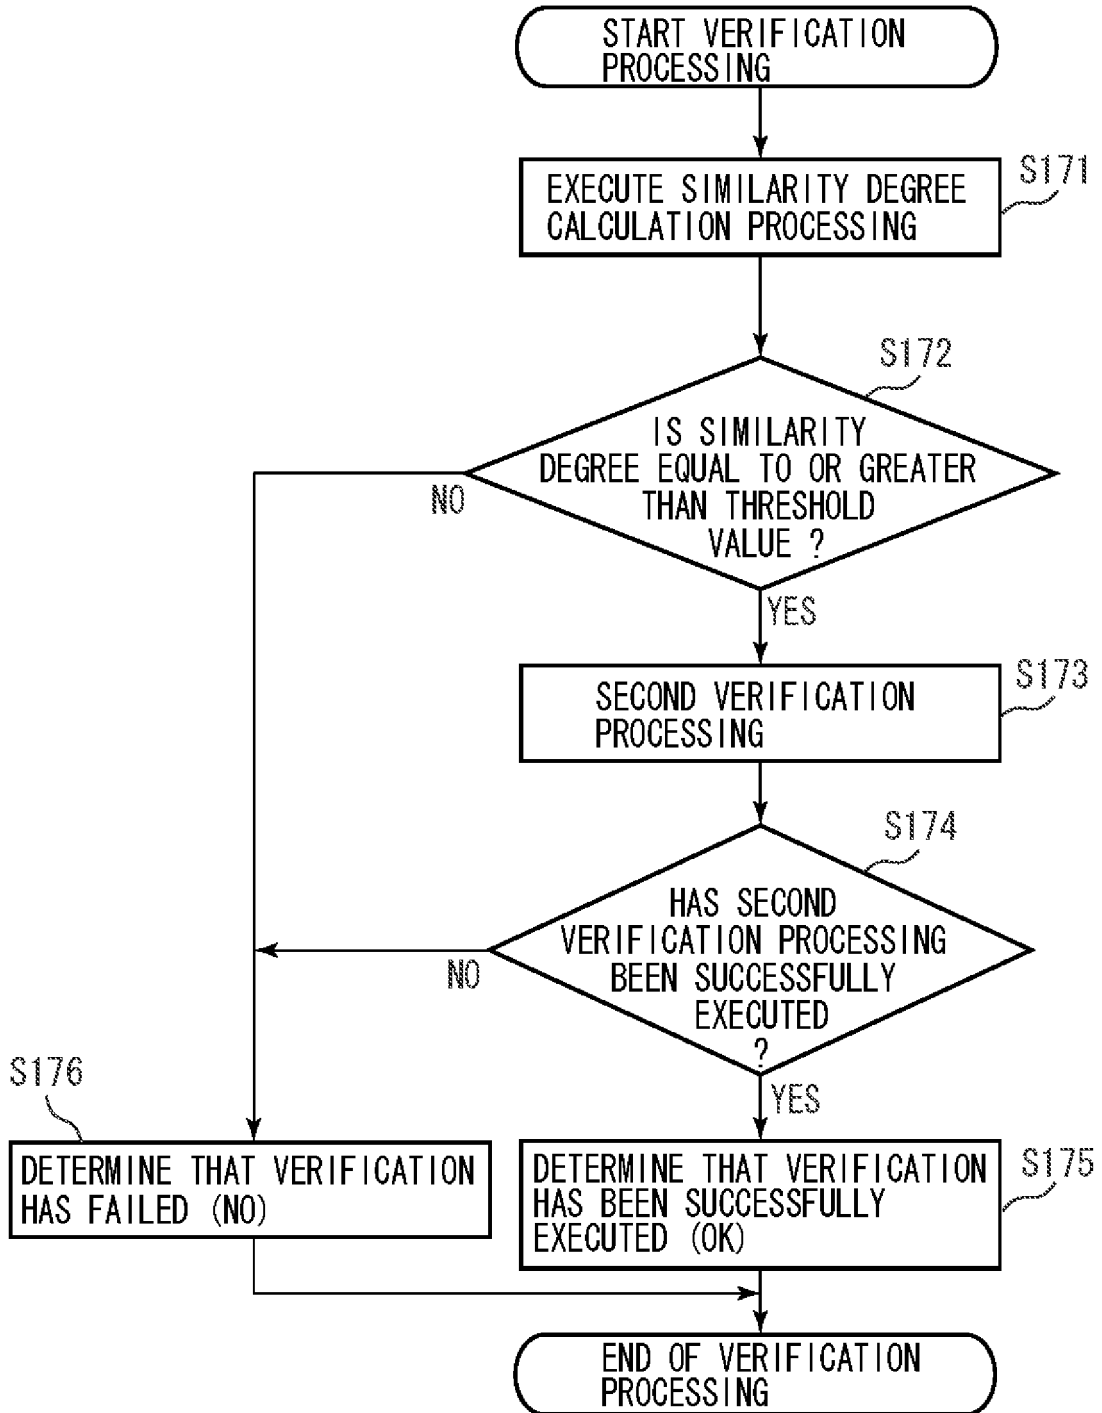 START VERIFICATION
PROCESSING
S171
EXECUTE SIMILARITY DEGREE
CALCULATION PROCESSING
S172
IS SIMILARITY
DEGREE EQUAL TO OR GREATER
THAN THRESHOLD
VALUE ?
NO
YES
S173
SECOND VERIFICATION
PROCESSING
S174
HAS SECOND
VERIFICATION PROCESSING
BEEN SUCCESSFULLY
EXECUTED
?
NO
YES
S176
DETERMINE THAT VERIFICATION
HAS FAILED (NO)
S175
DETERMINE THAT VERIFICATION
HAS BEEN SUCCESSFULLY
EXECUTED (OK)
END OF VERIFICATION
PROCESSING